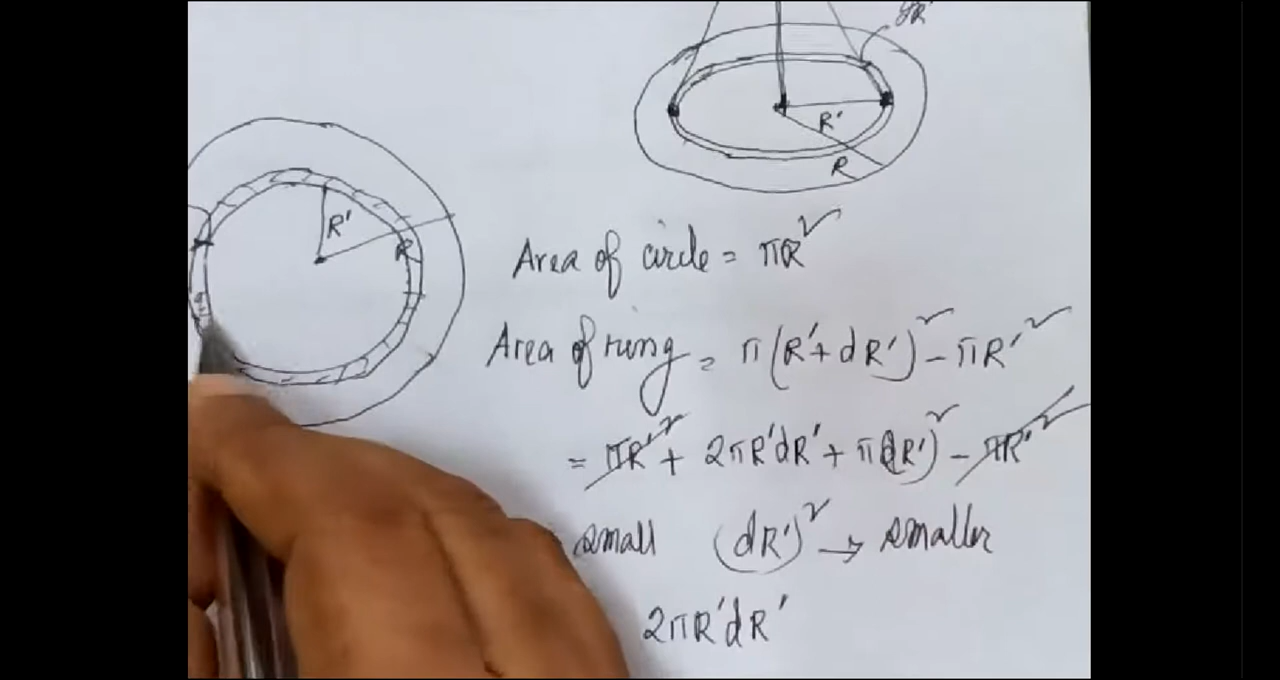 dR'
R'
R
R'
R
Area of circle = πR²
Area of ring = π(R'+dR')² - πR'²
= πR'² + 2πR'dR' + π(dR')² - πR'²
small (dR')² → smaller
2πR'dR'